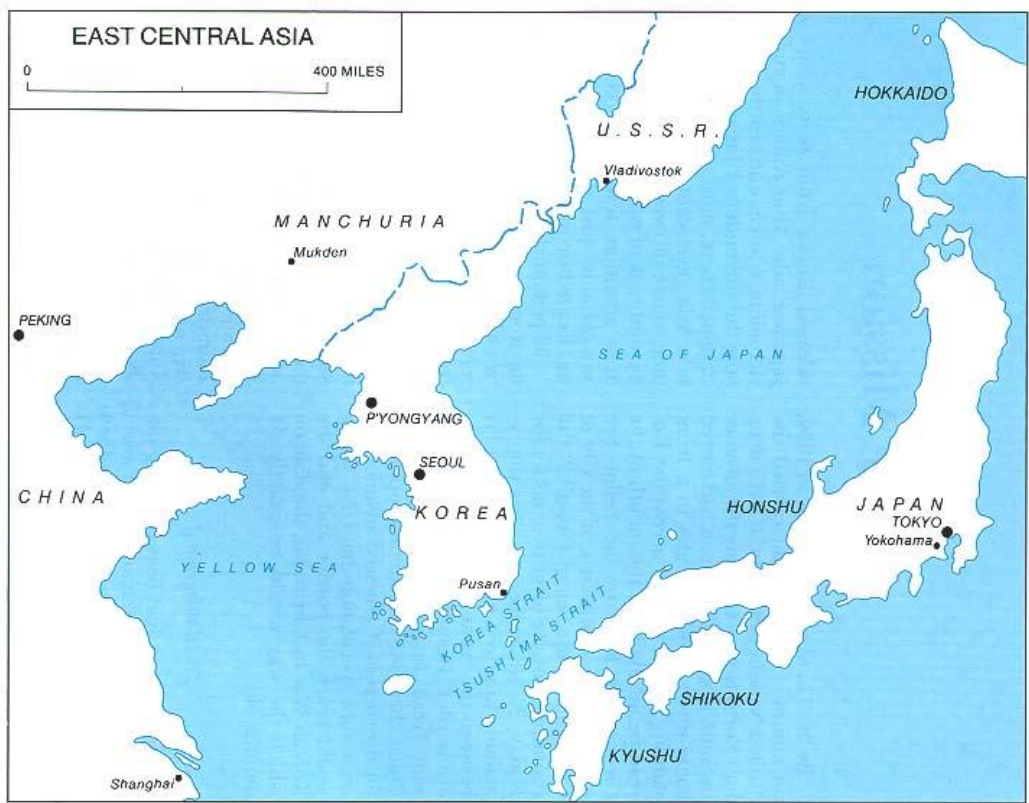 EAST CENTRAL ASIA
0 400 MILES
HOKKAIDO
U.S.S.R.
Vladivostok
MANCHURIA
Mukden
PEKING
SEA OF JAPAN
P'YONGYANG
SEOUL
CHINA
KOREA
HONSHU
JAPAN
TOKYO
Yokohama
YELLOW SEA
Pusan
KOREA STRAIT
TSUSHIMA STRAIT
SHIKOKU
KYUSHU
Shanghai